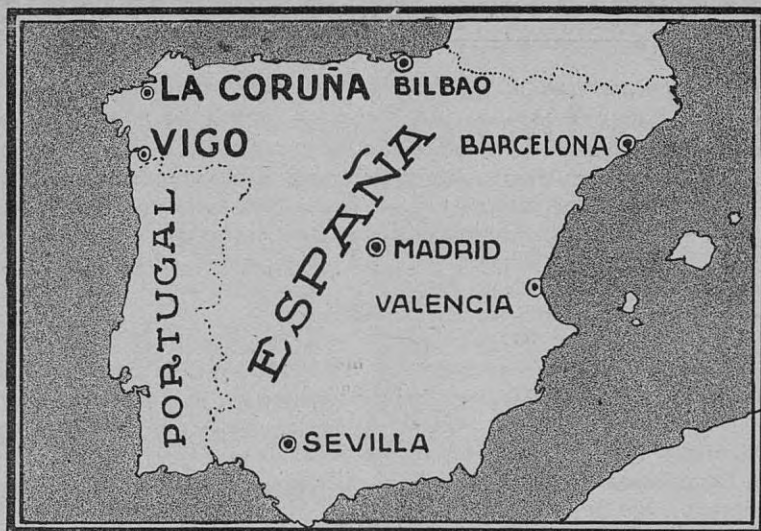 LA CORUÑA
BILBAO
VIGO
BARCELONA
ESPAÑA
PORTUGAL
MADRID
VALENCIA
SEVILLA